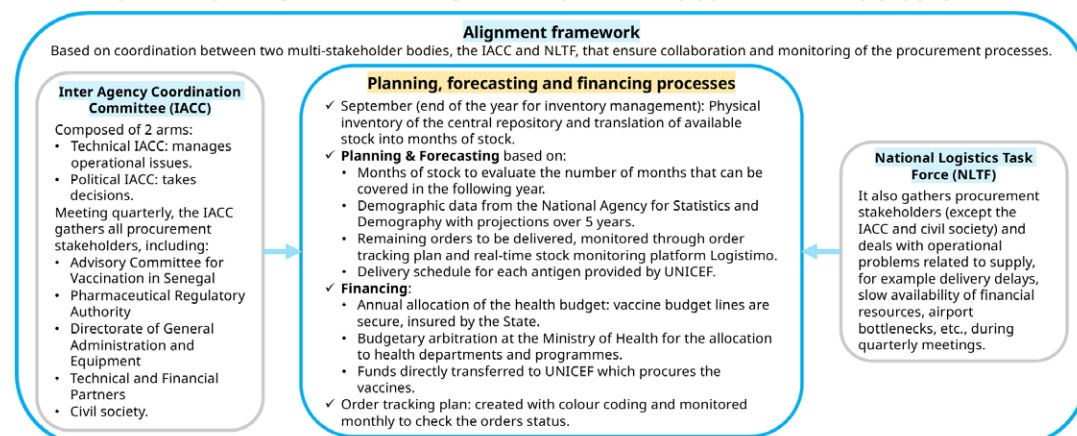 Alignment framework
Based on coordination between two multi-stakeholder bodies, the IACC and NLTF, that ensure collaboration and monitoring of the procurement processes.
Inter Agency Coordination
Committee (IACC)
Composed of 2 arms:
• Technical IACC: manages
operational issues.
• Political IACC: takes
decisions.
Meeting quarterly, the IACC
gathers all procurement
stakeholders, including:
• Advisory Committee for
Vaccination in Senegal
• Pharmaceutical Regulatory
Authority
• Directorate of General
Administration and
Equipment
• Technical and Financial
Partners
• Civil society.
Planning, forecasting and financing processes
✓ September (end of the year for inventory management): Physical
inventory of the central repository and translation of available
stock into months of stock.
✓ Planning & Forecasting based on:
• Months of stock to evaluate the number of months that can be
covered in the following year.
• Demographic data from the National Agency for Statistics and
Demography with projections over 5 years.
• Remaining orders to be delivered, monitored through order
tracking plan and real-time stock monitoring platform Logistimo.
• Delivery schedule for each antigen provided by UNICEF.
✓ Financing:
• Annual allocation of the health budget: vaccine budget lines are
secure, insured by the State.
• Budgetary arbitration at the Ministry of Health for the allocation
to health departments and programmes.
• Funds directly transferred to UNICEF which procures the
vaccines.
✓ Order tracking plan: created with colour coding and monitored
monthly to check the orders status.
National Logistics Task
Force (NLTF)
It also gathers procurement
stakeholders (except the
IACC and civil society) and
deals with operational
problems related to supply,
for example delivery delays,
slow availability of financial
resources, airport
bottlenecks, etc., during
quarterly meetings.